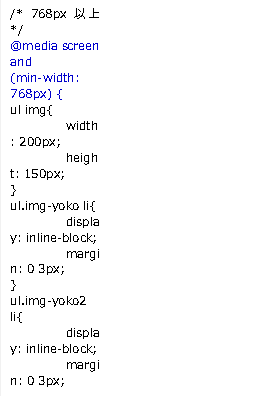 /* 768px 以上
*/
@media screen
and
(min-width:
768px) {
ul img{
width
: 200px;
heigh
t: 150px;
}
ul.img-yoko li{
displa
y: inline-block;
margi
n: 0 3px;
}
ul.img-yoko2
li{
displa
y: inline-block;
margi
n: 0 3px;